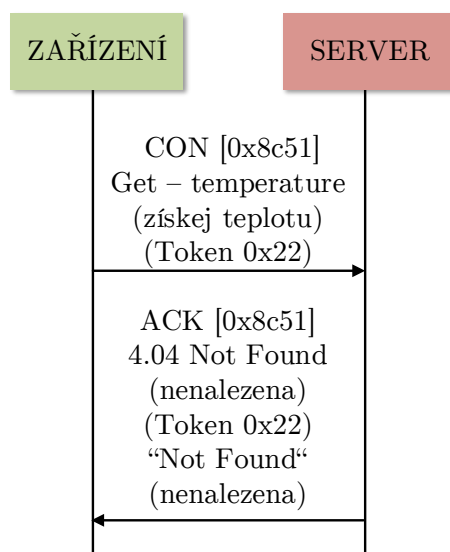 ZAŘÍZENÍ
SERVER
CON [0x8c51]
Get – temperature
(získej teplotu)
(Token 0x22)
ACK [0x8c51]
4.04 Not Found
(nenalezena)
(Token 0x22)
“Not Found“
(nenalezena)